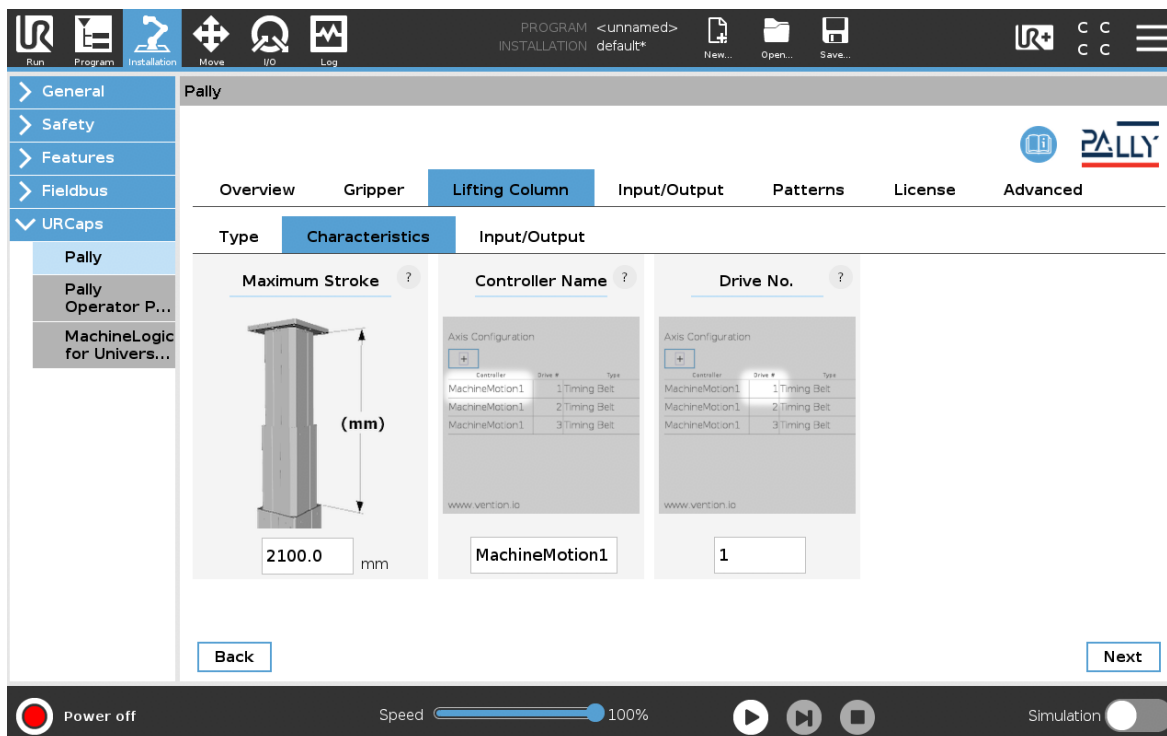 PROGRAM <unnamed>
INSTALLATION default*
Run Program Installation Move I/O Log New... Open... Save...
UR+
C C
C C
General
Safety
Features
Fieldbus
URCaps
Pally
Pally
Operator P...
MachineLogic
for Univers...
Pally
PALLY
Overview Gripper Lifting Column Input/Output Patterns License Advanced
Type Characteristics Input/Output
Maximum Stroke ?
(mm)
2100.0 mm
Controller Name ?
Axis Configuration
+
Controller Drive # Type
MachineMotion1 1 Timing Belt
MachineMotion1 2 Timing Belt
MachineMotion1 3 Timing Belt
www.vention.io
MachineMotion1
Drive No. ?
Axis Configuration
+
Controller Drive # Type
MachineMotion1 1 Timing Belt
MachineMotion1 2 Timing Belt
MachineMotion1 3 Timing Belt
www.vention.io
1
Back Next
Power off Speed 100% Simulation